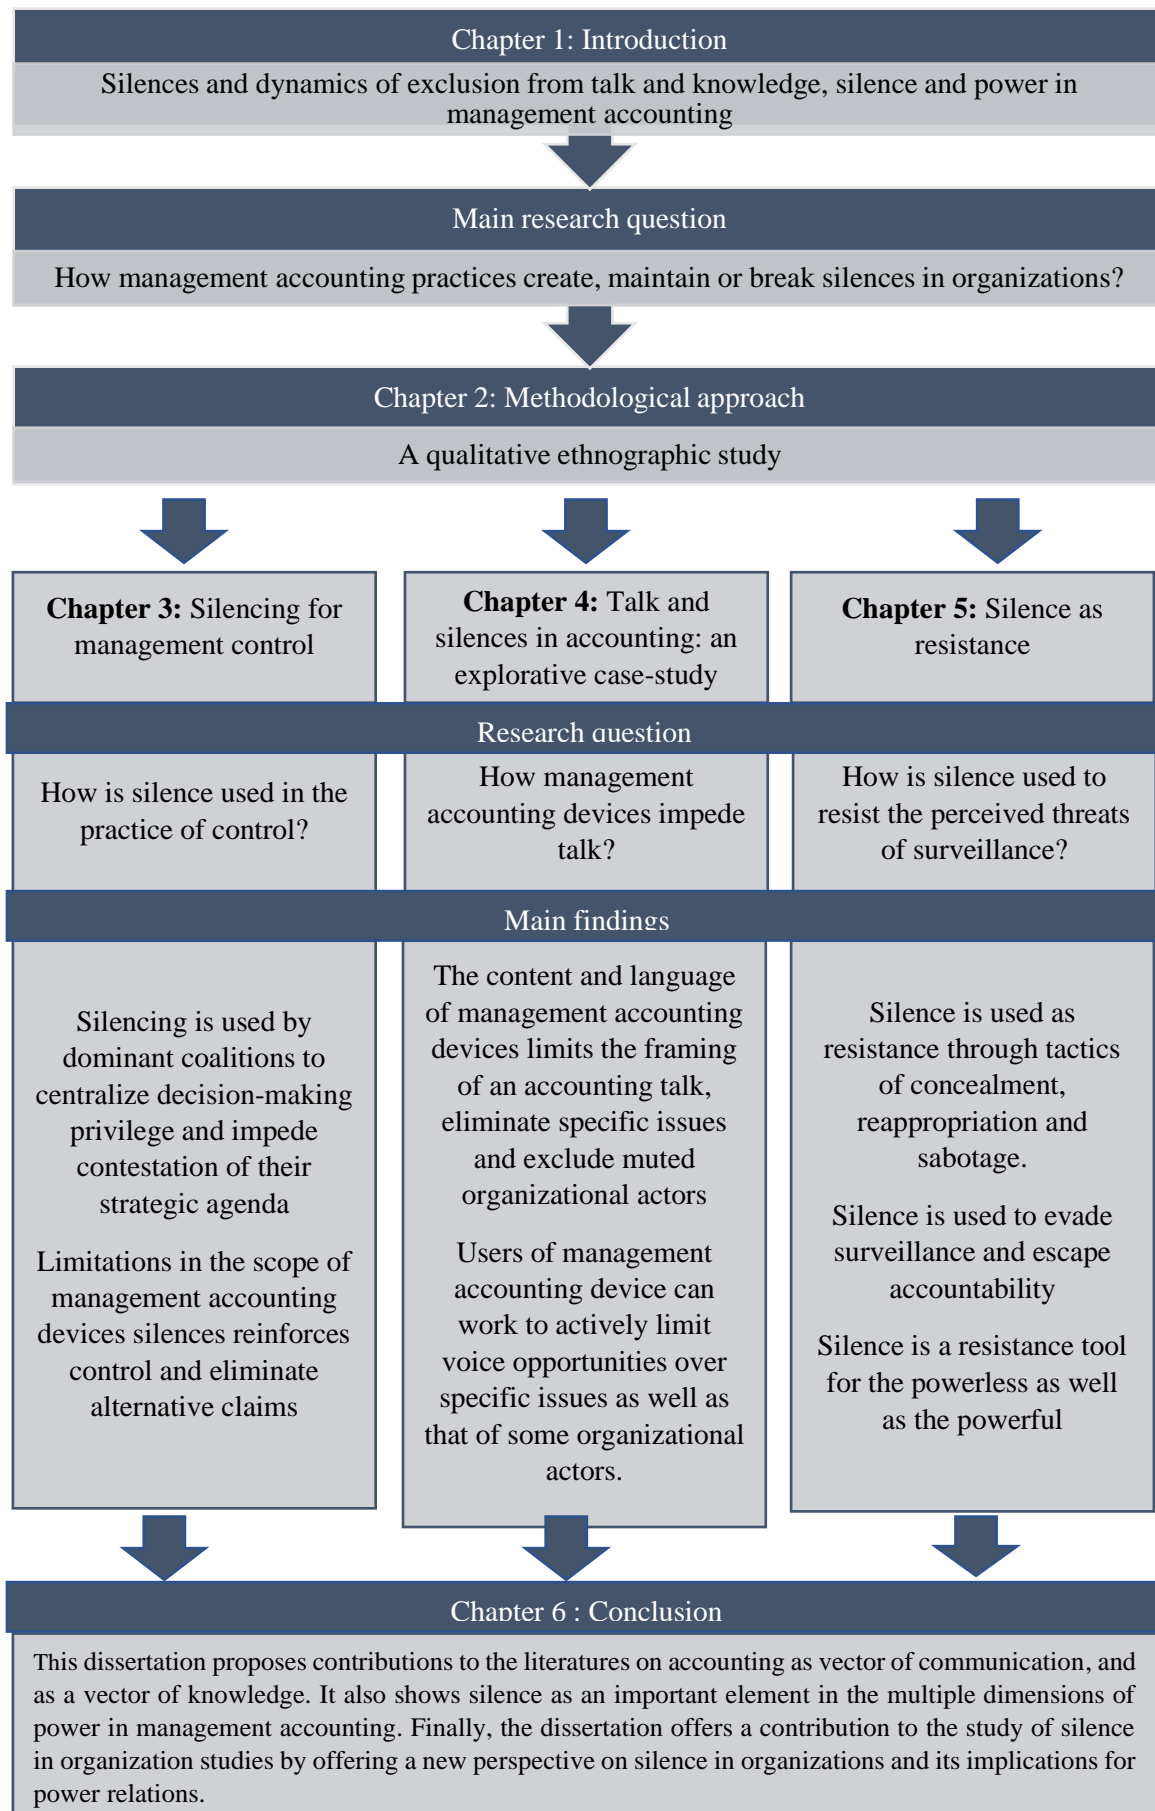 Chapter 1: Introduction
Silences and dynamics of exclusion from talk and knowledge, silence and power in
management accounting
Main research question
How management accounting practices create, maintain or break silences in organizations?
Chapter 2: Methodological approach
A qualitative ethnographic study
Chapter 3: Silencing for
management control
Chapter 4: Talk and
silences in accounting: an
explorative case-study
Chapter 5: Silence as
resistance
Research question
How is silence used in the
practice of control?
How management
accounting devices impede
talk?
How is silence used to
resist the perceived threats
of surveillance?
Main findings
Silencing is used by
dominant coalitions to
centralize decision-making
privilege and impede
contestation of their
strategic agenda
Limitations in the scope of
management accounting
devices silences reinforces
control and eliminate
alternative claims
The content and language
of management accounting
devices limits the framing
of an accounting talk,
eliminate specific issues
and exclude muted
organizational actors
Users of management
accounting device can
work to actively limit
voice opportunities over
specific issues as well as
that of some organizational
actors.
Silence is used as
resistance through tactics
of concealment,
reappropriation and
sabotage.
Silence is used to evade
surveillance and escape
accountability
Silence is a resistance tool
for the powerless as well
as the powerful
Chapter 6 : Conclusion
This dissertation proposes contributions to the literatures on accounting as vector of communication, and
as a vector of knowledge. It also shows silence as an important element in the multiple dimensions of
power in management accounting. Finally, the dissertation offers a contribution to the study of silence
in organization studies by offering a new perspective on silence in organizations and its implications for
power relations.